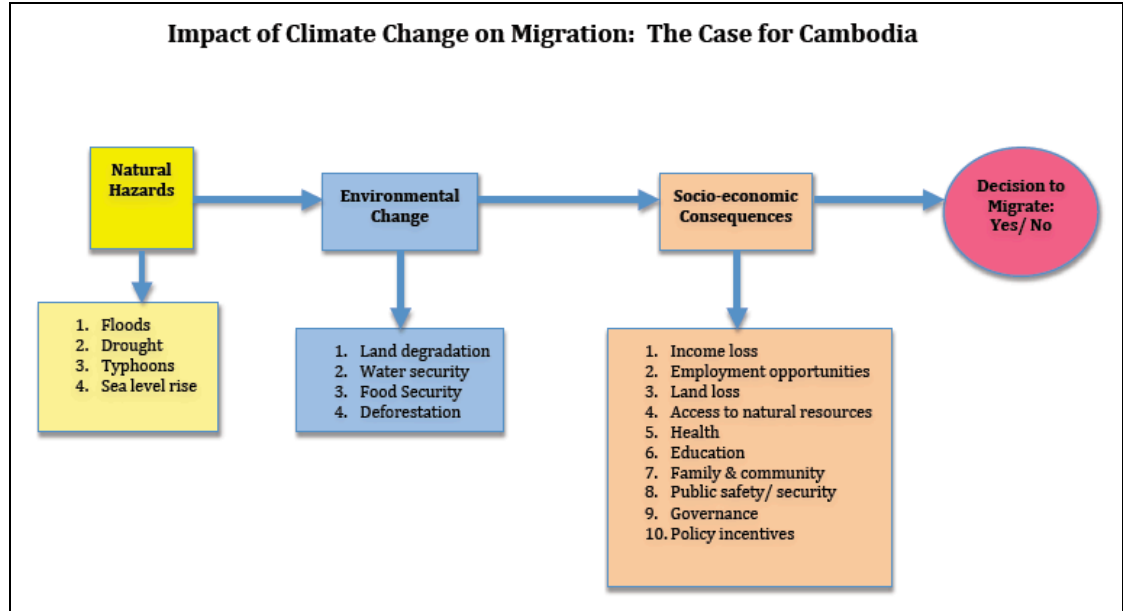 Impact of Climate Change on Migration: The Case for Cambodia
Natural
Hazards
Environmental
Change
Socio-economic
Consequences
Decision to
Migrate:
Yes/ No
1. Floods
2. Drought
3. Typhoons
4. Sea level rise
1. Land degradation
2. Water security
3. Food Security
4. Deforestation
1. Income loss
2. Employment opportunities
3. Land loss
4. Access to natural resources
5. Health
6. Education
7. Family & community
8. Public safety/ security
9. Governance
10. Policy incentives